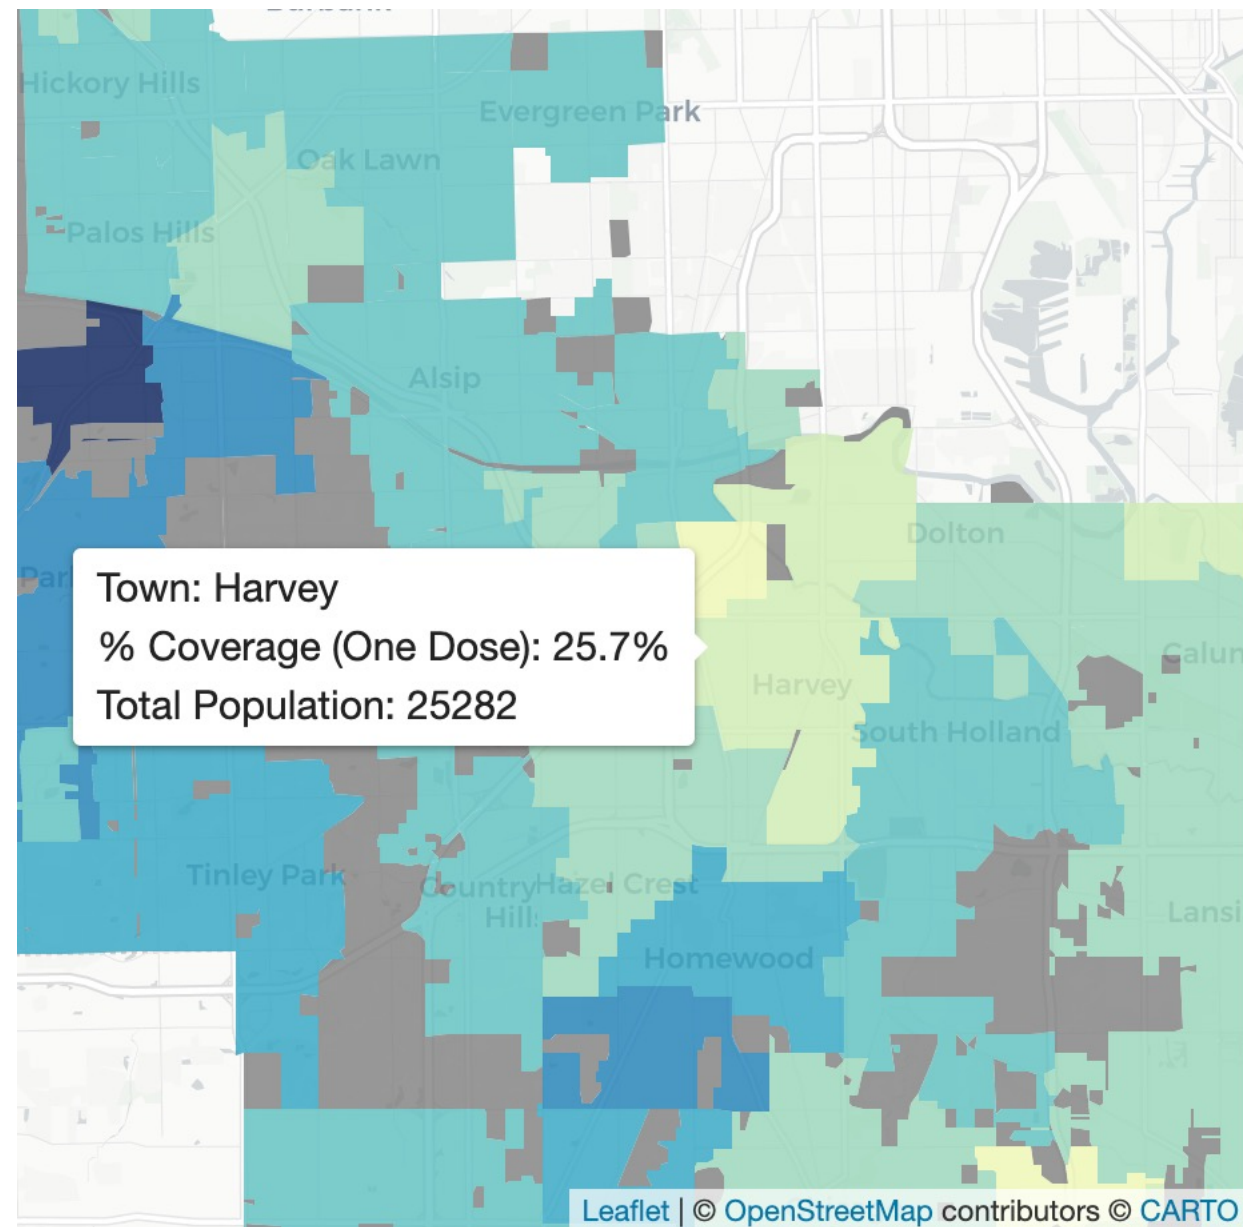 Hickory Hills
Evergreen Park
Oak Lawn
Palos Hills
Alsip
Dolton
Town: Harvey
% Coverage (One Dose): 25.7%
Total Population: 25282
Harvey
South Holland
Tinley Park
Country
Hazel Crest
Homewood
Leaflet | © OpenStreetMap contributors © CARTO